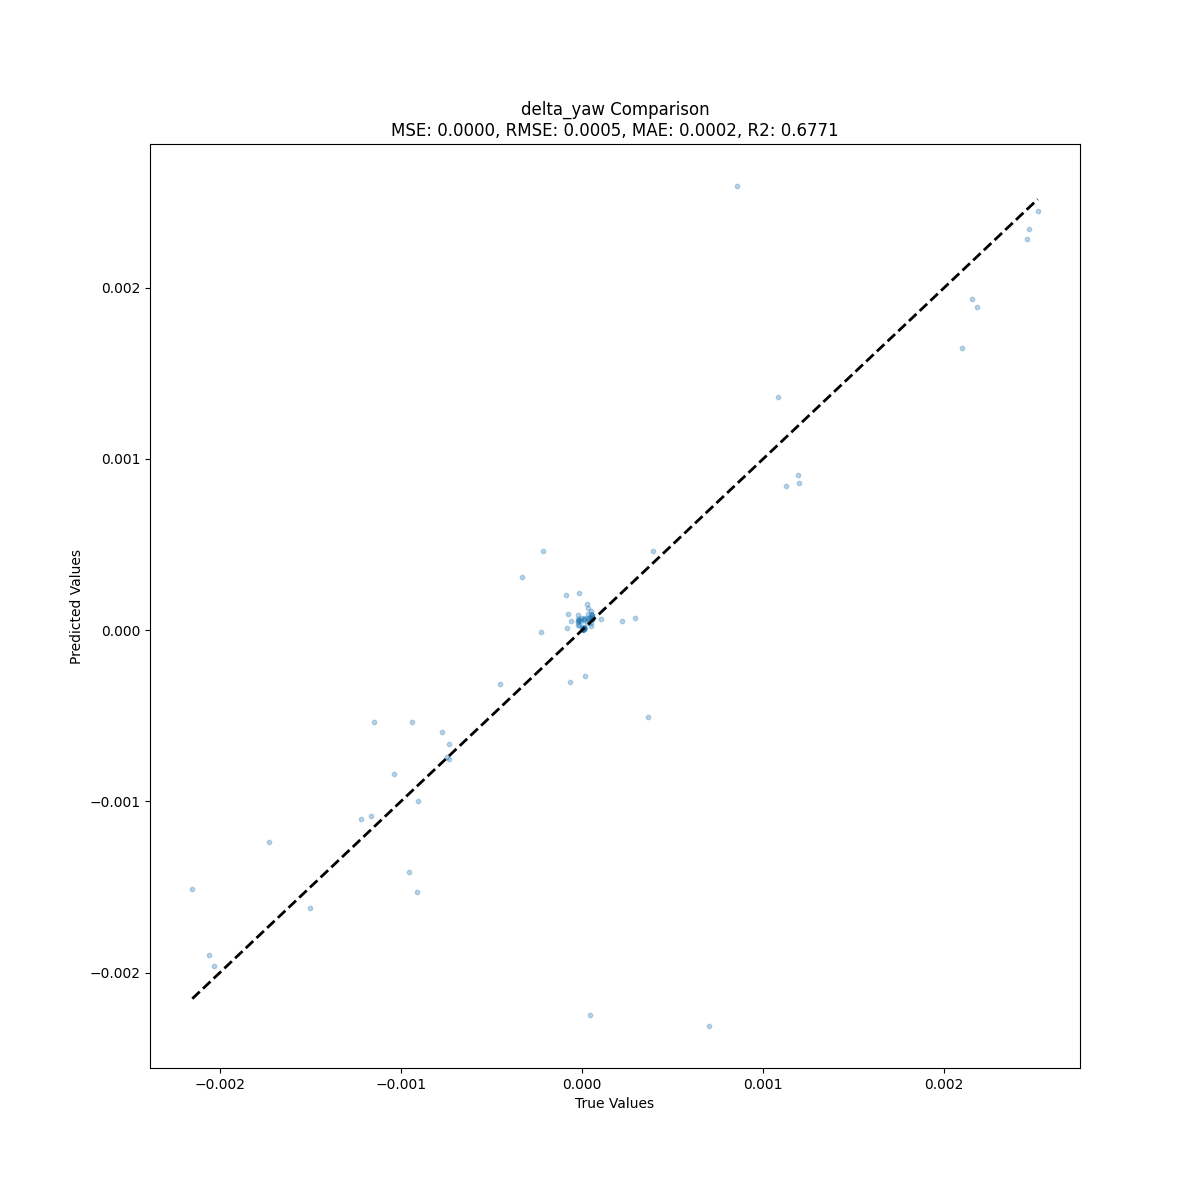 delta_yaw Comparison
MSE: 0.0000, RMSE: 0.0005, MAE: 0.0002, R2: 0.6771
0.002
0.001
0.000
−0.001
−0.002
Predicted Values
−0.002 −0.001 0.000 0.001 0.002
True Values